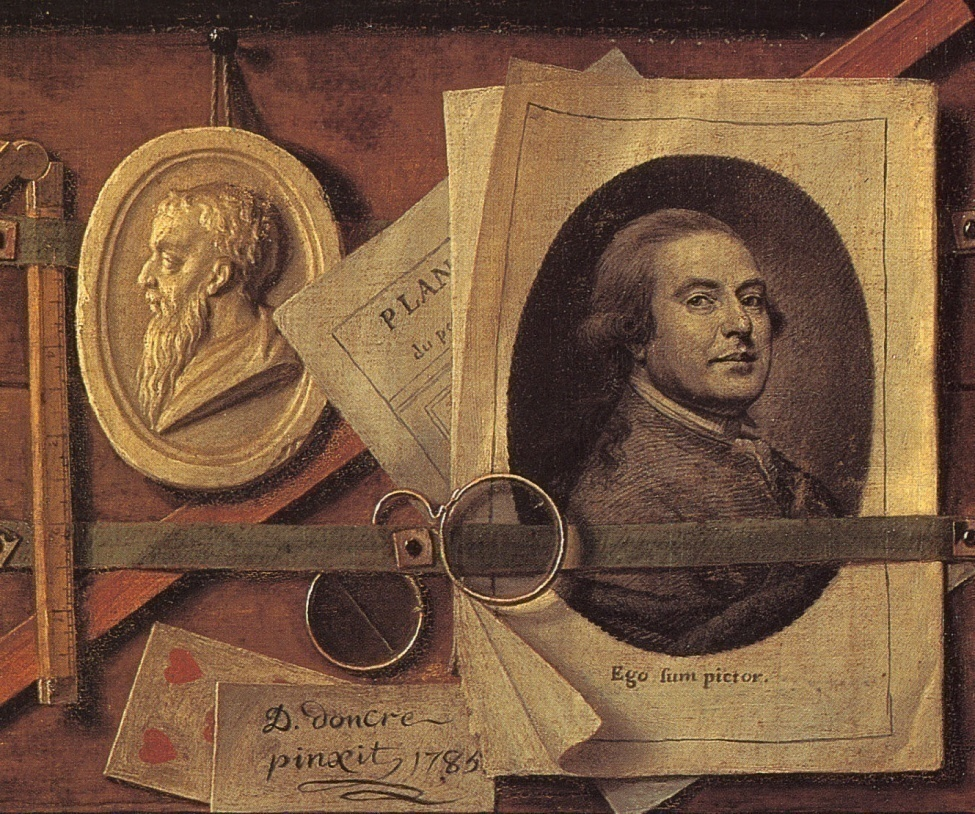 PLAN
du
Ego ſum pictor.
D. doncre
pinxit, 1785